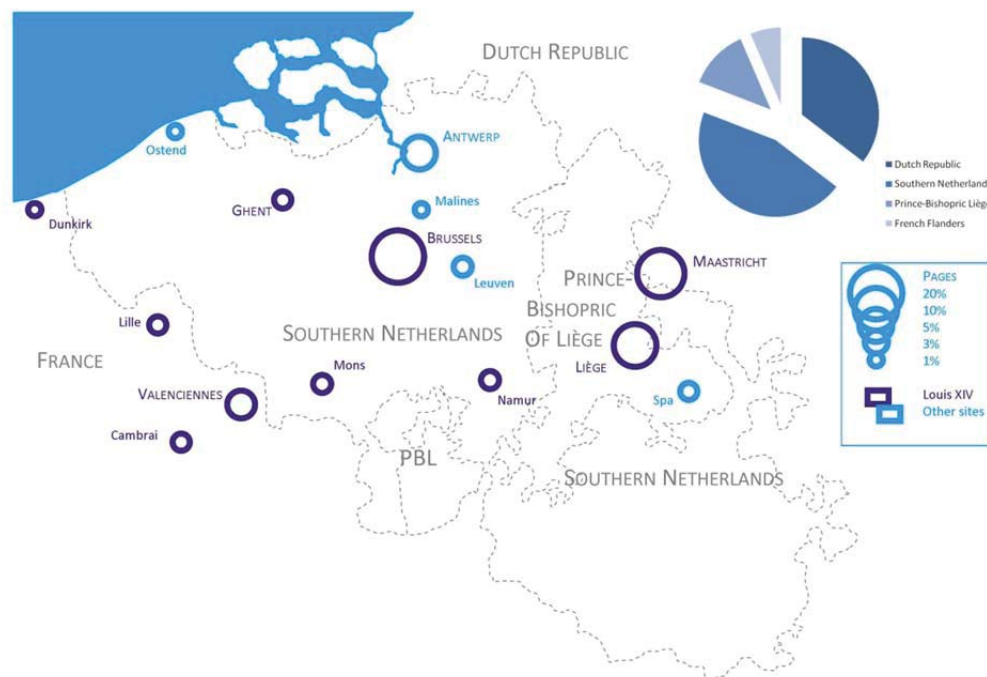 DUTCH REPUBLIC
ANTWERP
Ostend
GHENT
Malines
Dunkirk
BRUSSELS
Leuven
MAASTRICHT
PRINCE-
BISHOPRIC
OF LIÈGE
LIÈGE
Lille
SOUTHERN NETHERLANDS
FRANCE
Mons
VALENCIENNES
Namur
Spa
Cambrai
PBL
SOUTHERN NETHERLANDS
Dutch Republic
Southern Netherland
Prince-Bishopric Liège
French Flanders
PAGES
20%
10%
5%
3%
1%
Louis XIV
Other sites